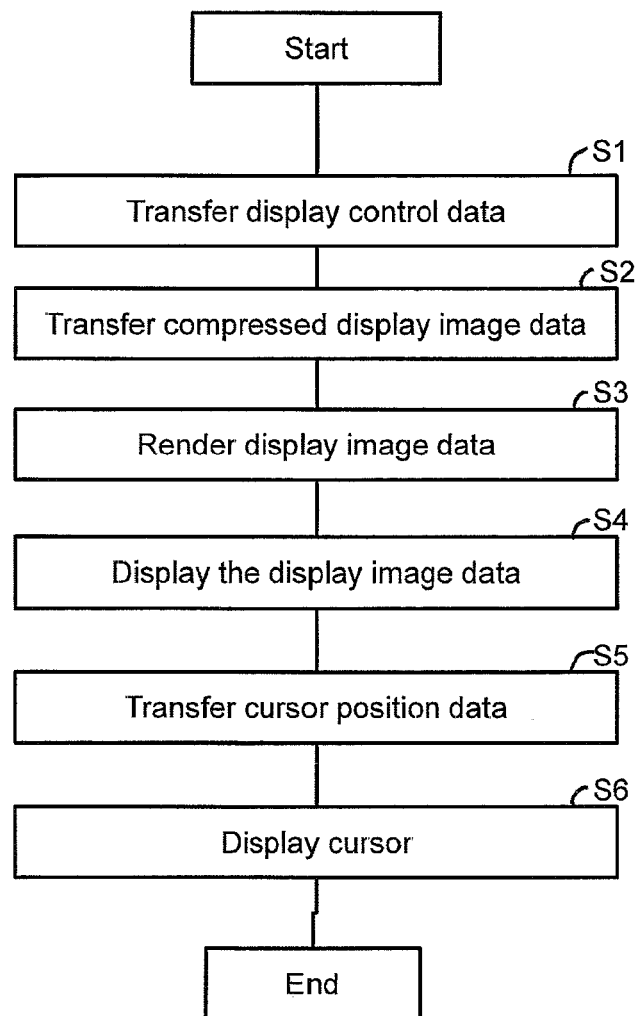 Start
S1
Transfer display control data
S2
Transfer compressed display image data
S3
Render display image data
S4
Display the display image data
S5
Transfer cursor position data
S6
Display cursor
End